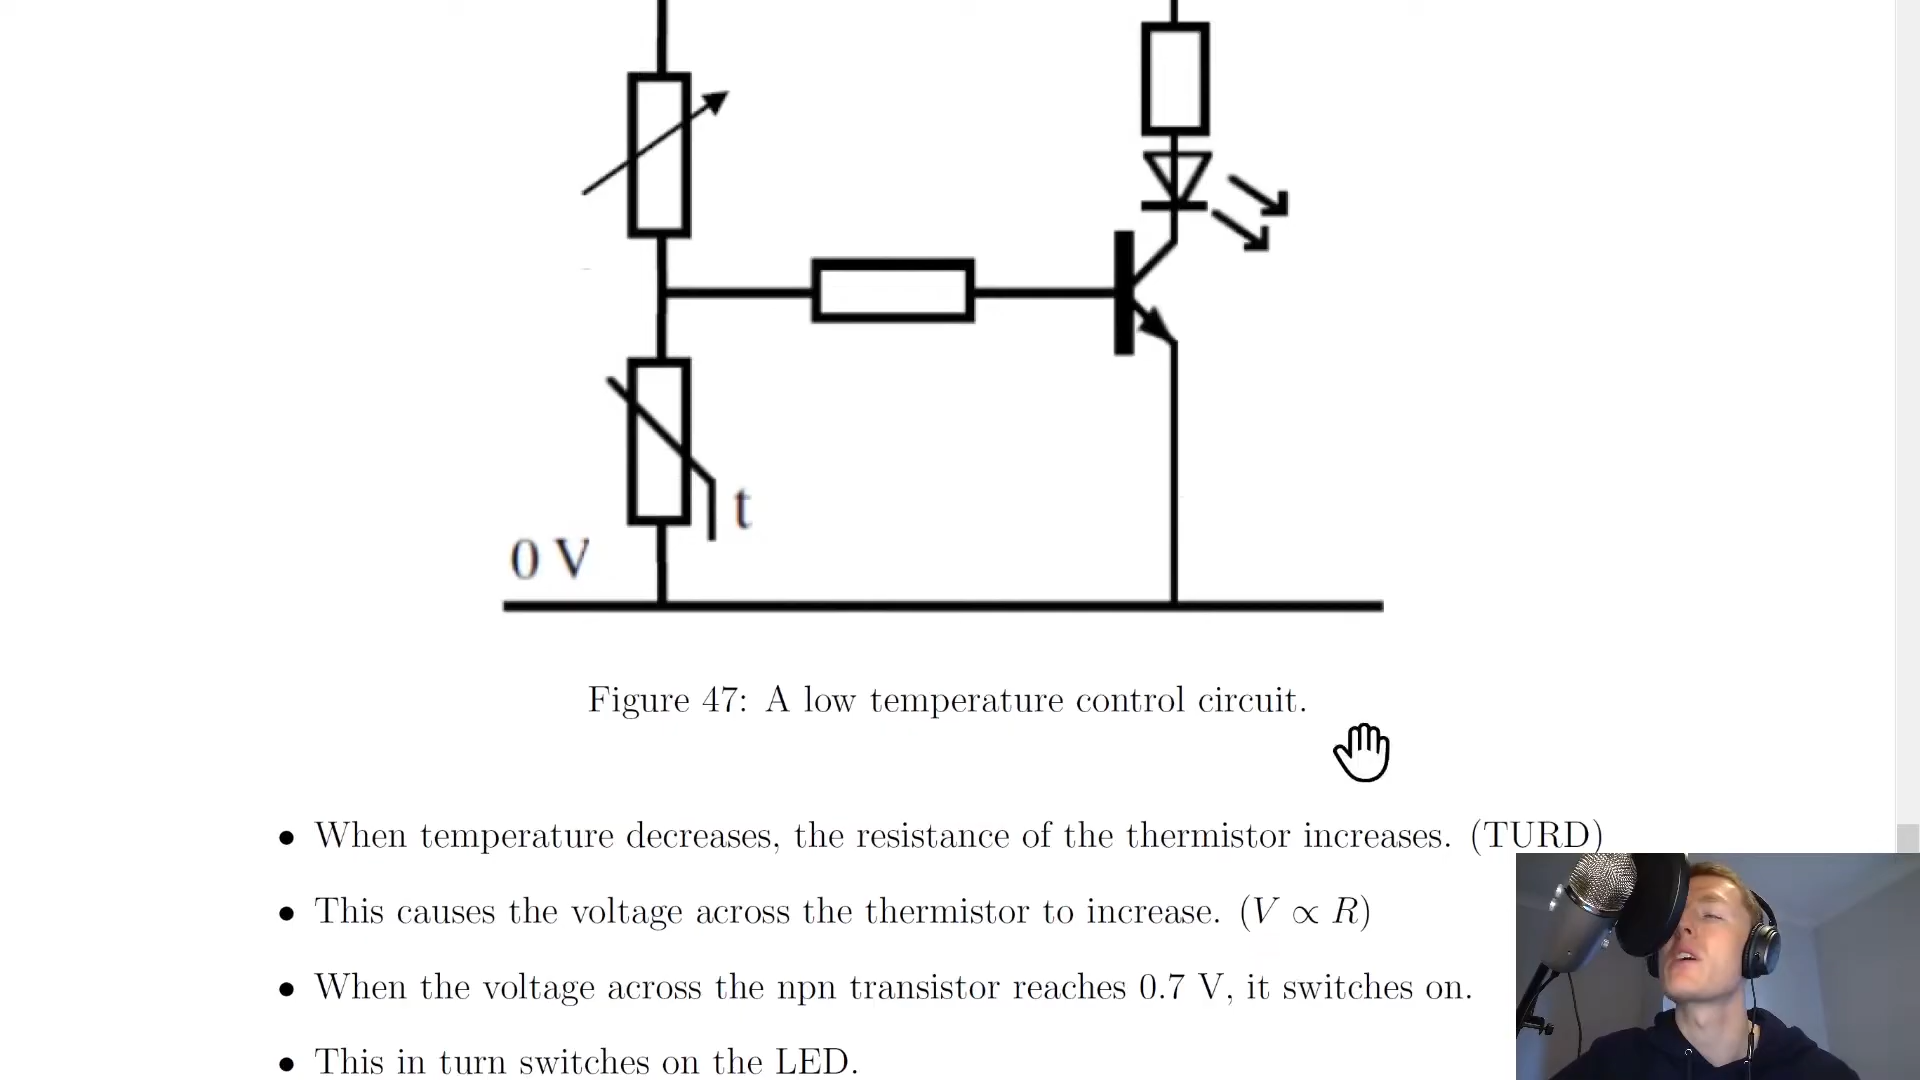 t
0 V
Figure 47: A low temperature control circuit.
• When temperature decreases, the resistance of the thermistor increases. (TURD)
• This causes the voltage across the thermistor to increase. (V ∝ R)
• When the voltage across the npn transistor reaches 0.7 V, it switches on.
• This in turn switches on the LED.